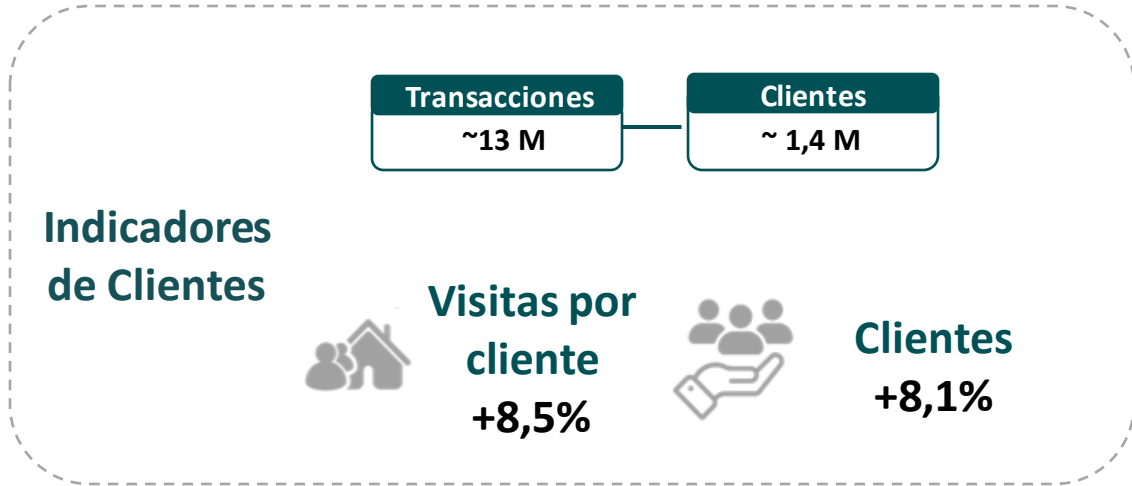 Transacciones
~13 M
Clientes
~ 1,4 M
Indicadores
de Clientes
Visitas por
cliente
+8,5%
Clientes
+8,1%